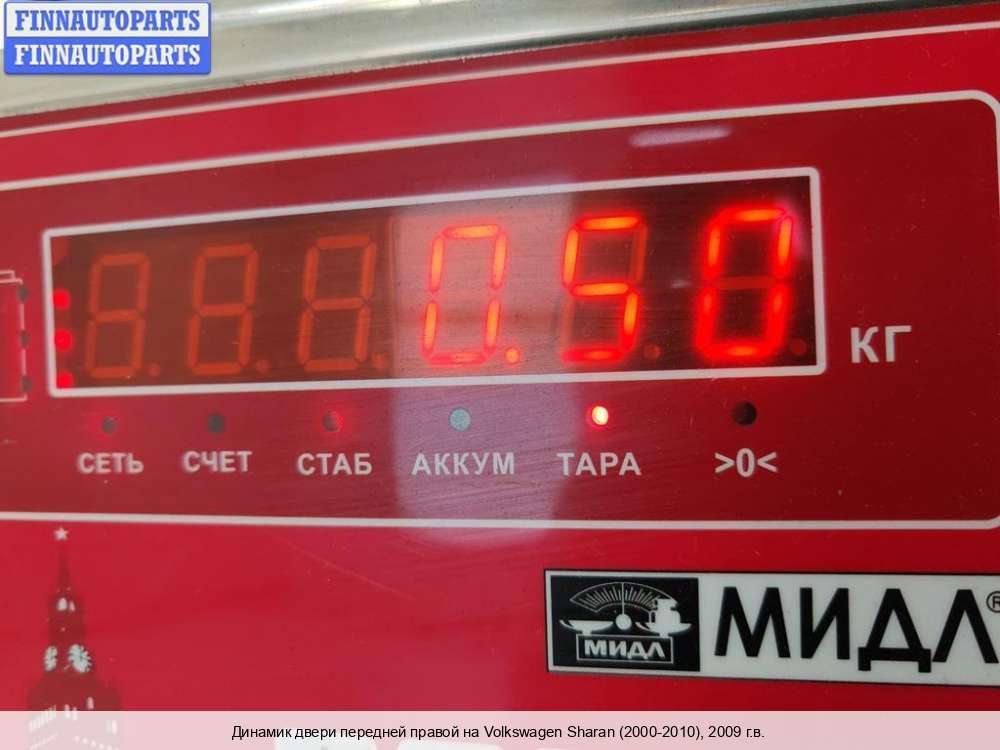 FINNAUTOPARTS
FINNAUTOPARTS
0.50
КГ
СЕТЬ СЧЕТ СТАБ АККУМ ТАРА >0<
МИДЛ
МИДЛ®
Динамик двери передней правой на Volkswagen Sharan (2000-2010), 2009 г.в.